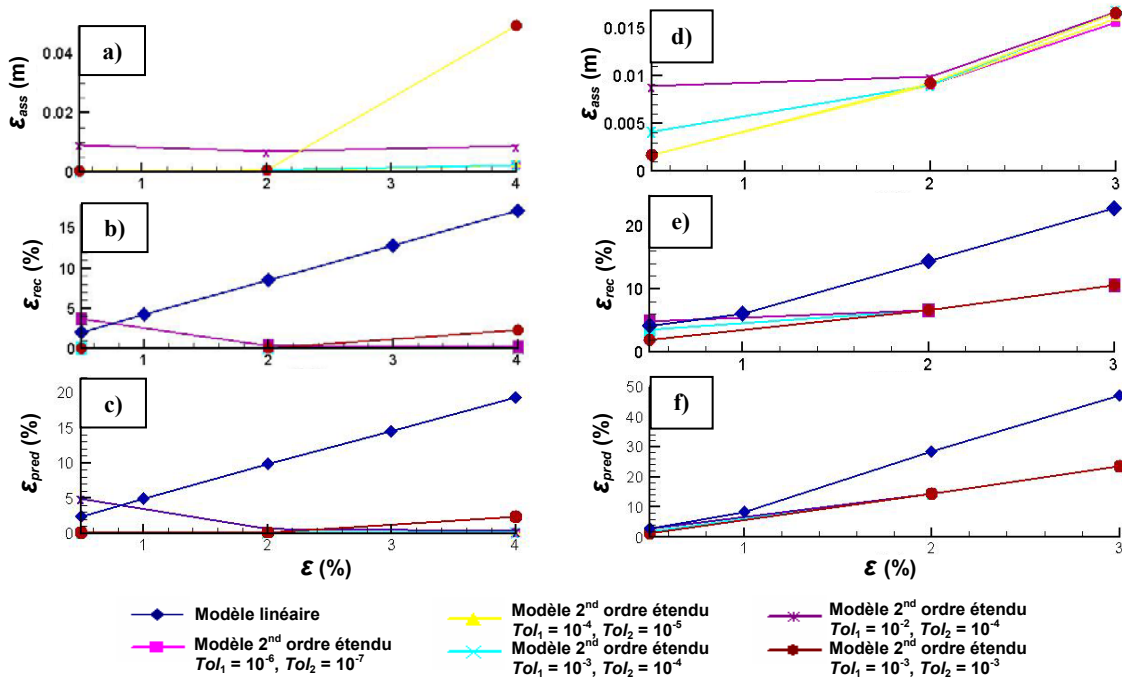 a)
ε_ass (m)
0.04
0.02
0
1
2
3
4
b)
ε_rec (%)
15
10
5
0
1
2
3
4
c)
ε_pred (%)
20
15
10
5
0
1
2
3
4
ε (%)
d)
ε_ass (m)
0.015
0.01
0.005
0
1
2
3
e)
ε_rec (%)
20
10
0
1
2
3
f)
ε_pred (%)
50
40
30
20
10
0
1
2
3
ε (%)
Modèle linéaire
Modèle 2nd ordre étendu
Tol₁ = 10⁻⁶, Tol₂ = 10⁻⁷
Modèle 2nd ordre étendu
Tol₁ = 10⁻⁴, Tol₂ = 10⁻⁵
Modèle 2nd ordre étendu
Tol₁ = 10⁻³, Tol₂ = 10⁻⁴
Modèle 2nd ordre étendu
Tol₁ = 10⁻², Tol₂ = 10⁻⁴
Modèle 2nd ordre étendu
Tol₁ = 10⁻³, Tol₂ = 10⁻³